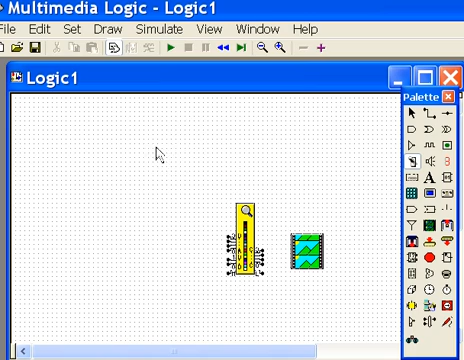 Multimedia Logic - Logic1
File Edit Set Draw Simulate View Window Help
Logic1
Palette
A